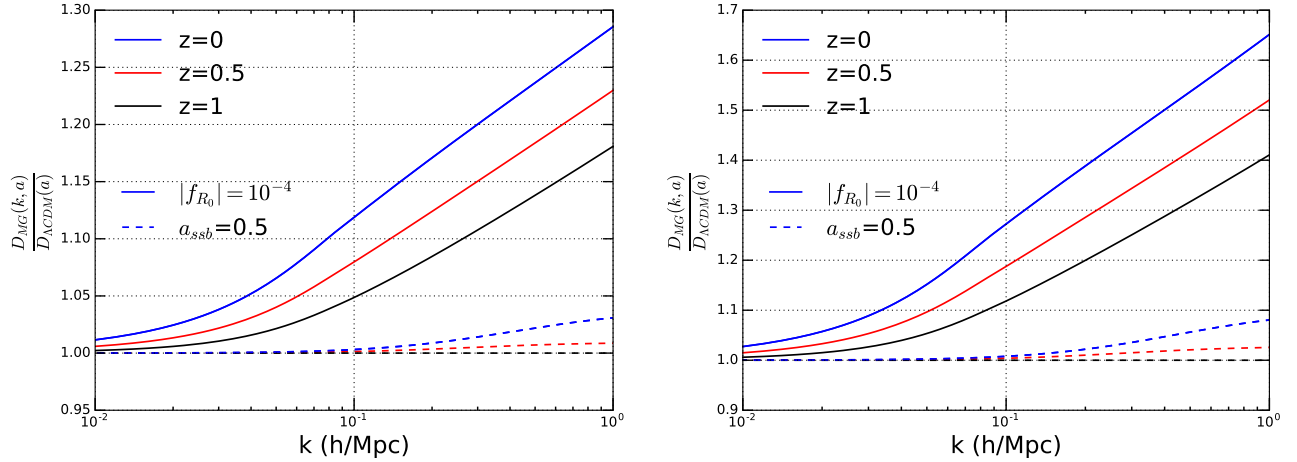 1.30
1.25
1.20
1.15
1.10
1.05
1.00
0.95
z=0
z=0.5
z=1
|f_{R_0}| = 10^{-4}
a_{ssb}=0.5
D_{MG}(k, a)
D_{ΛCDM}(a)
10^{-2}
10^{-1}
10^{0}
k (h/Mpc)
1.7
1.6
1.5
1.4
1.3
1.2
1.1
1.0
0.9
z=0
z=0.5
z=1
|f_{R_0}| = 10^{-4}
a_{ssb}=0.5
D_{MG}(k, a)
D_{ΛCDM}(a)
10^{-2}
10^{-1}
10^{0}
k (h/Mpc)